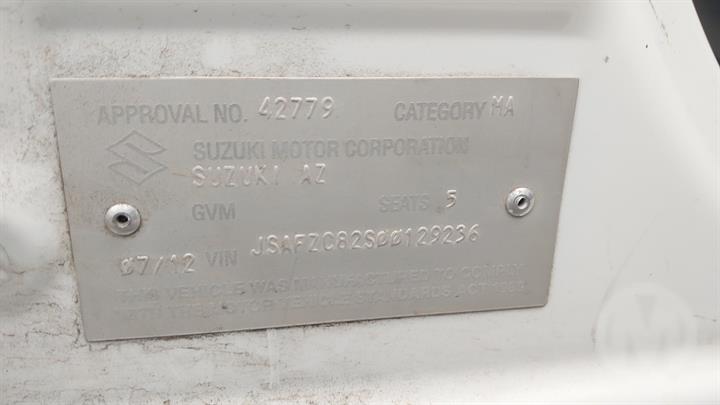 APPROVAL NO. 42779 CATEGORY MA
SUZUKI MOTOR CORPORATION
SUZUKI AZ
GVM SEATS 5
07/12 VIN JSAFZC82S00129236
THIS VEHICLE WAS MANUFACTURED TO COMPLY
WITH THE MOTOR VEHICLE STANDARDS ACT 1989
M